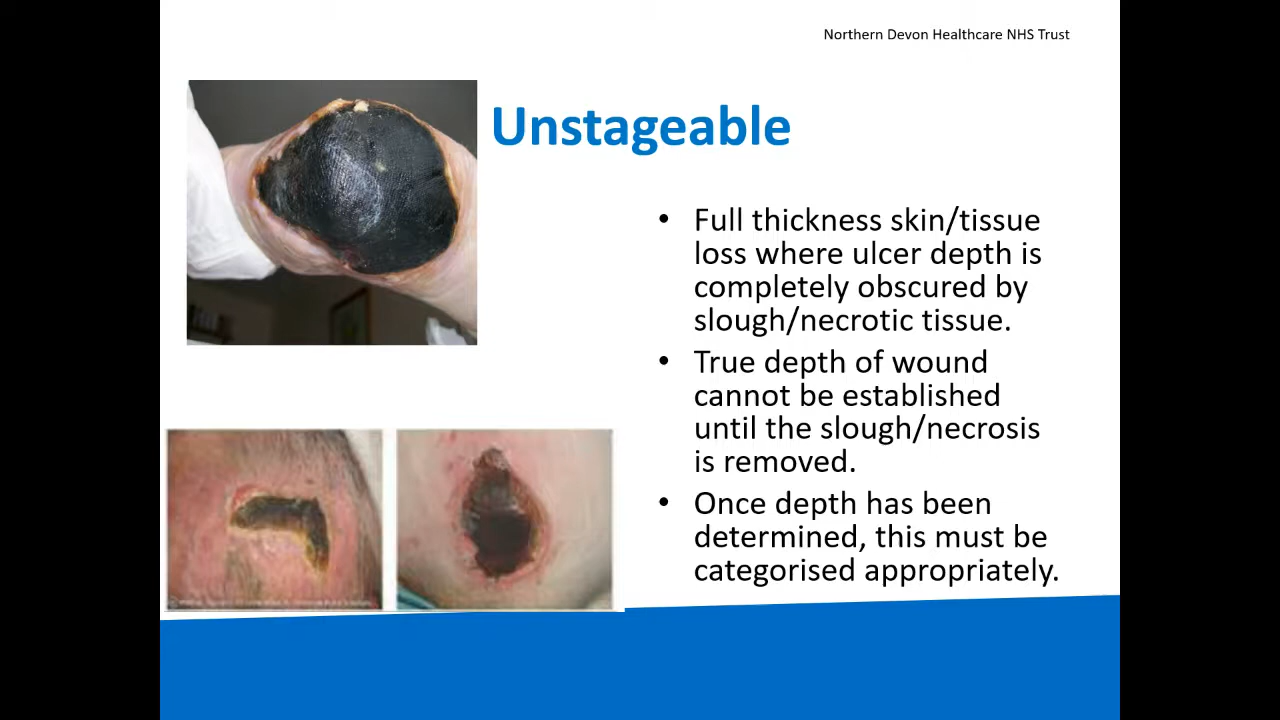 Northern Devon Healthcare NHS Trust
Unstageable
• Full thickness skin/tissue
loss where ulcer depth is
completely obscured by
slough/necrotic tissue.
• True depth of wound
cannot be established
until the slough/necrosis
is removed.
• Once depth has been
determined, this must be
categorised appropriately.